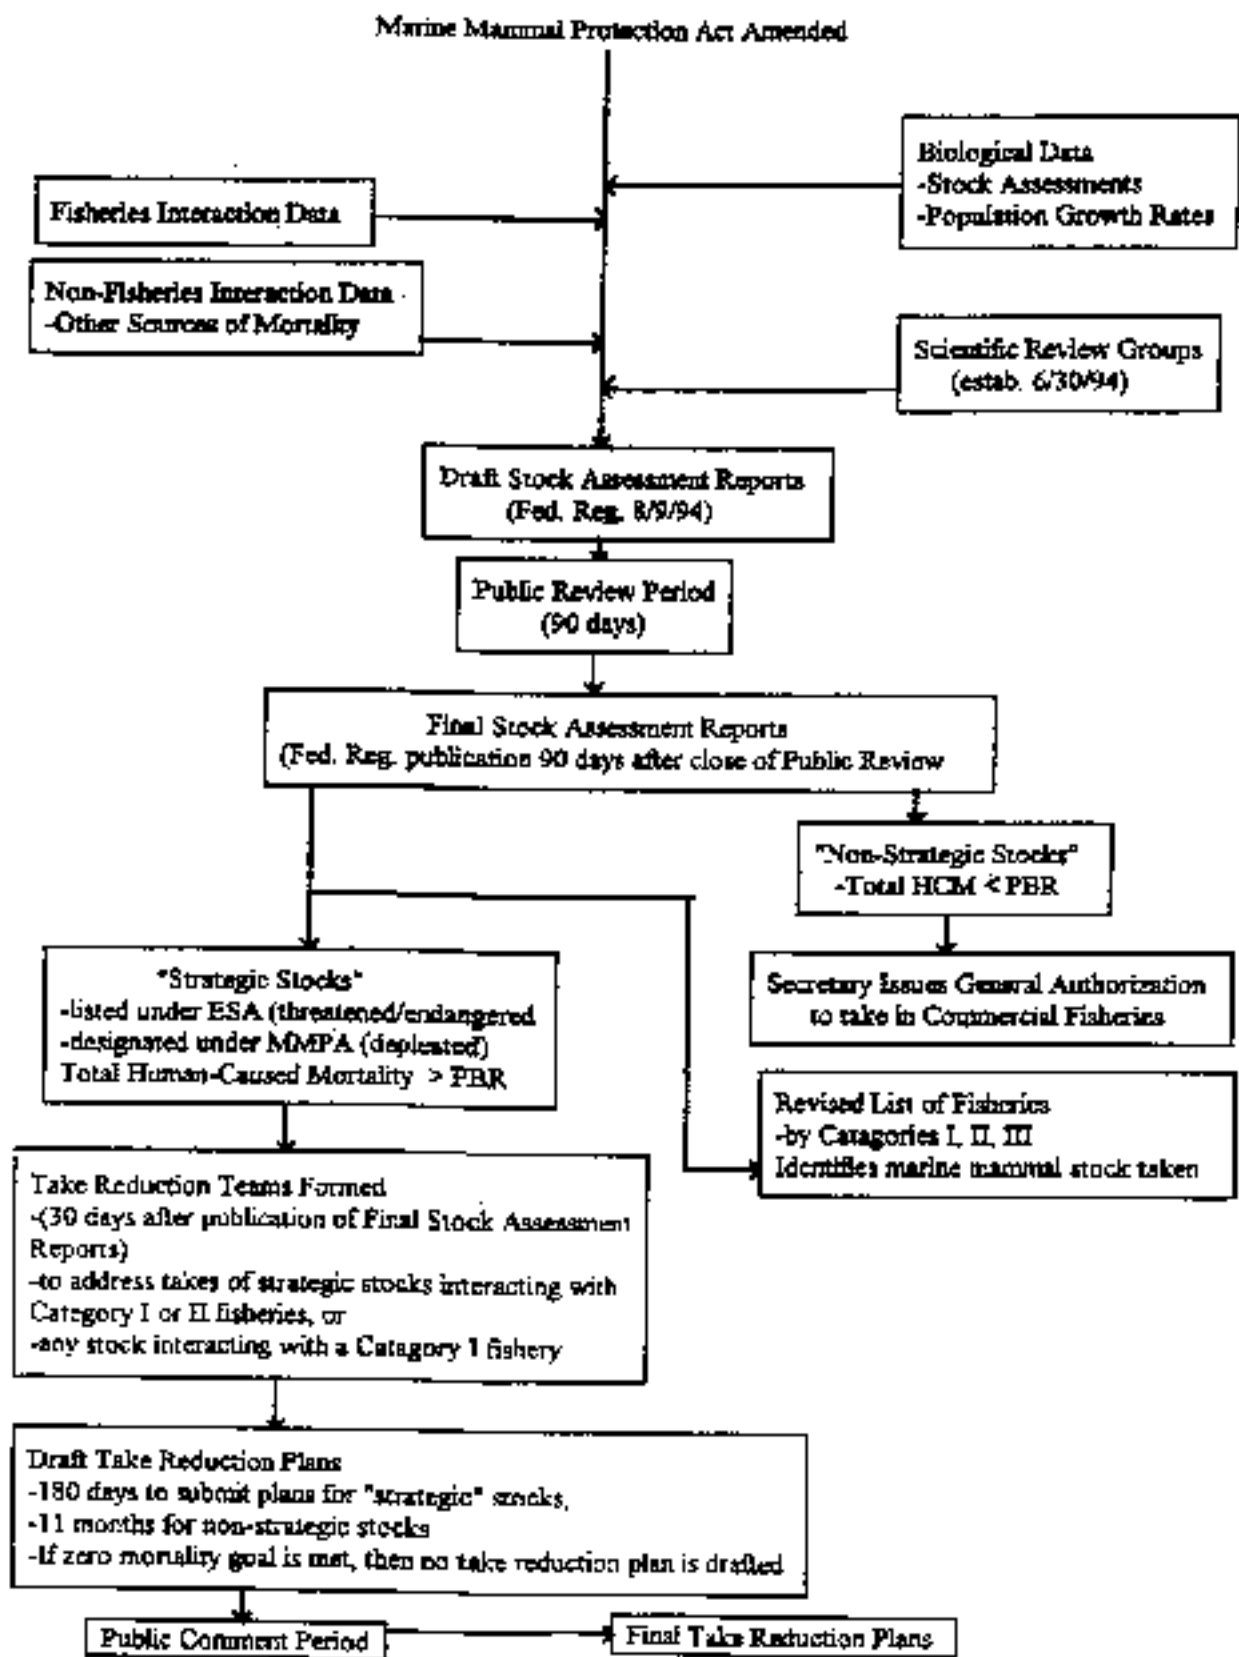 Marine Mammal Protection Act Amended
Biological Data
-Stock Assessments
-Population Growth Rates
Fisheries Interaction Data
Non-Fisheries Interaction Data
-Other Sources of Mortality
Scientific Review Groups
(estab. 6/30/94)
Draft Stock Assessment Reports
(Fed. Reg. 8/9/94)
Public Review Period
(90 days)
Final Stock Assessment Reports
(Fed. Reg. publication 90 days after close of Public Review
"Non-Strategic Stocks"
-Total HCM < PBR
"Strategic Stocks"
-listed under ESA (threatened/endangered
-designated under MMPA (depleated)
Total Human-Caused Mortality > PBR
Secretary Issues General Authorization
to take in Commercial Fisheries
Revised List of Fisheries
-by Catagories I, II, III
Identifies marine mammal stock taken
Take Reduction Teams Formed
-(30 days after publication of Final Stock Assessment
Reports)
-to address takes of strategic stocks interacting with
Category I or II fisheries, or
-any stock interacting with a Catagory I fishery
Draft Take Reduction Plans
-180 days to submit plans for "strategic" stocks,
-11 months for non-strategic stocks
-If zero mortality goal is met, then no take reduction plan is drafted
Public Comment Period
Final Take Reduction Plans